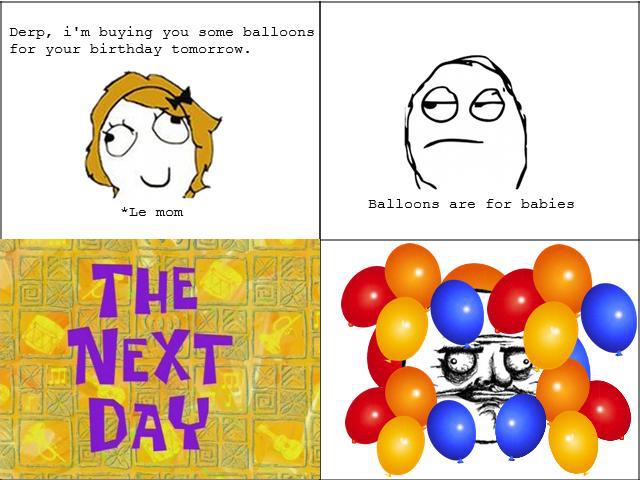 Derp, i'm buying you some balloons
for your birthday tomorrow.
*Le mom
Balloons are for babies
THE
NEXT
DAY